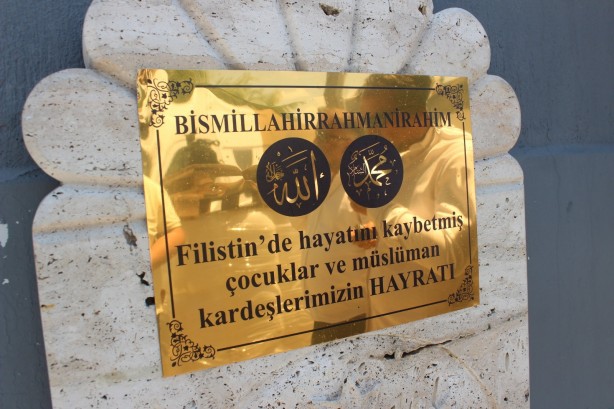 BİSMİLLAHİRRAHMANİRAHİM
الله محمد
Filistin'de hayatını kaybetmiş
çocuklar ve müslüman
kardeşlerimizin HAYRATI